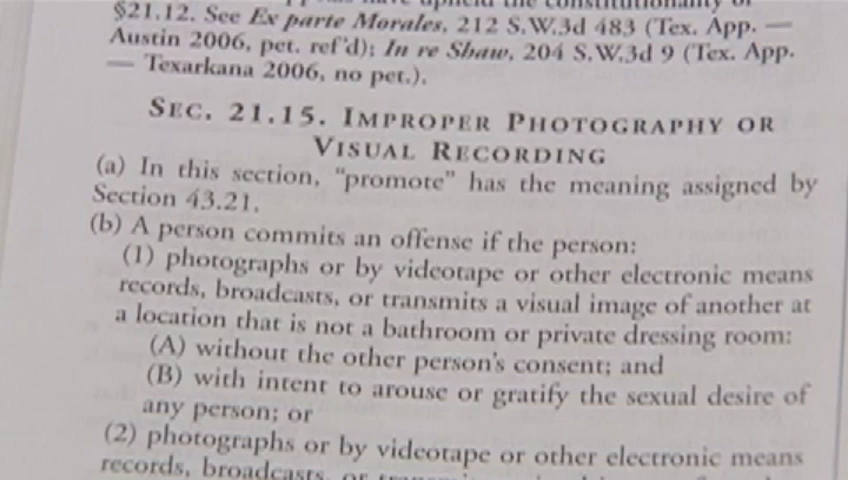 upheld the constitutionality of
§21.12. See Ex parte Morales, 212 S.W.3d 483 (Tex. App. —
Austin 2006, pet. ref'd); In re Shaw, 204 S.W.3d 9 (Tex. App.
— Texarkana 2006, no pet.).
SEC. 21.15. IMPROPER PHOTOGRAPHY OR
VISUAL RECORDING
(a) In this section, "promote" has the meaning assigned by
Section 43.21.
(b) A person commits an offense if the person:
(1) photographs or by videotape or other electronic means
records, broadcasts, or transmits a visual image of another at
a location that is not a bathroom or private dressing room:
(A) without the other person's consent; and
(B) with intent to arouse or gratify the sexual desire of
any person; or
(2) photographs or by videotape or other electronic means
records, broadcasts, or